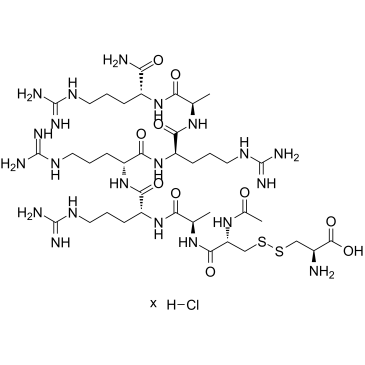 H₂N O
O
H
N
H₂N
N
H
NH O NH
NH O
H
N NH₂
H₂N N N
H H
NH
NH O
O
H O
H₂N N HN
N
H
NH N
H
O
S S OH
O NH₂
x H–Cl